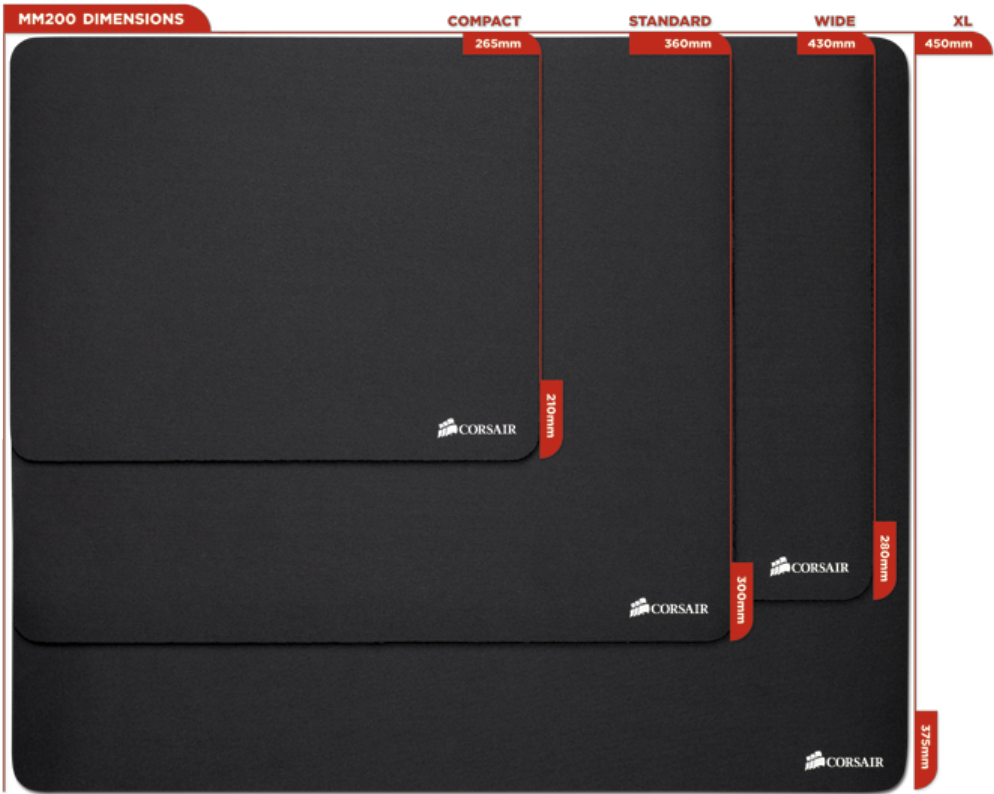 MM200 DIMENSIONS
COMPACT
STANDARD
WIDE
XL
265mm
360mm
430mm
450mm
210mm
CORSAIR
280mm
CORSAIR
300mm
CORSAIR
375mm
CORSAIR